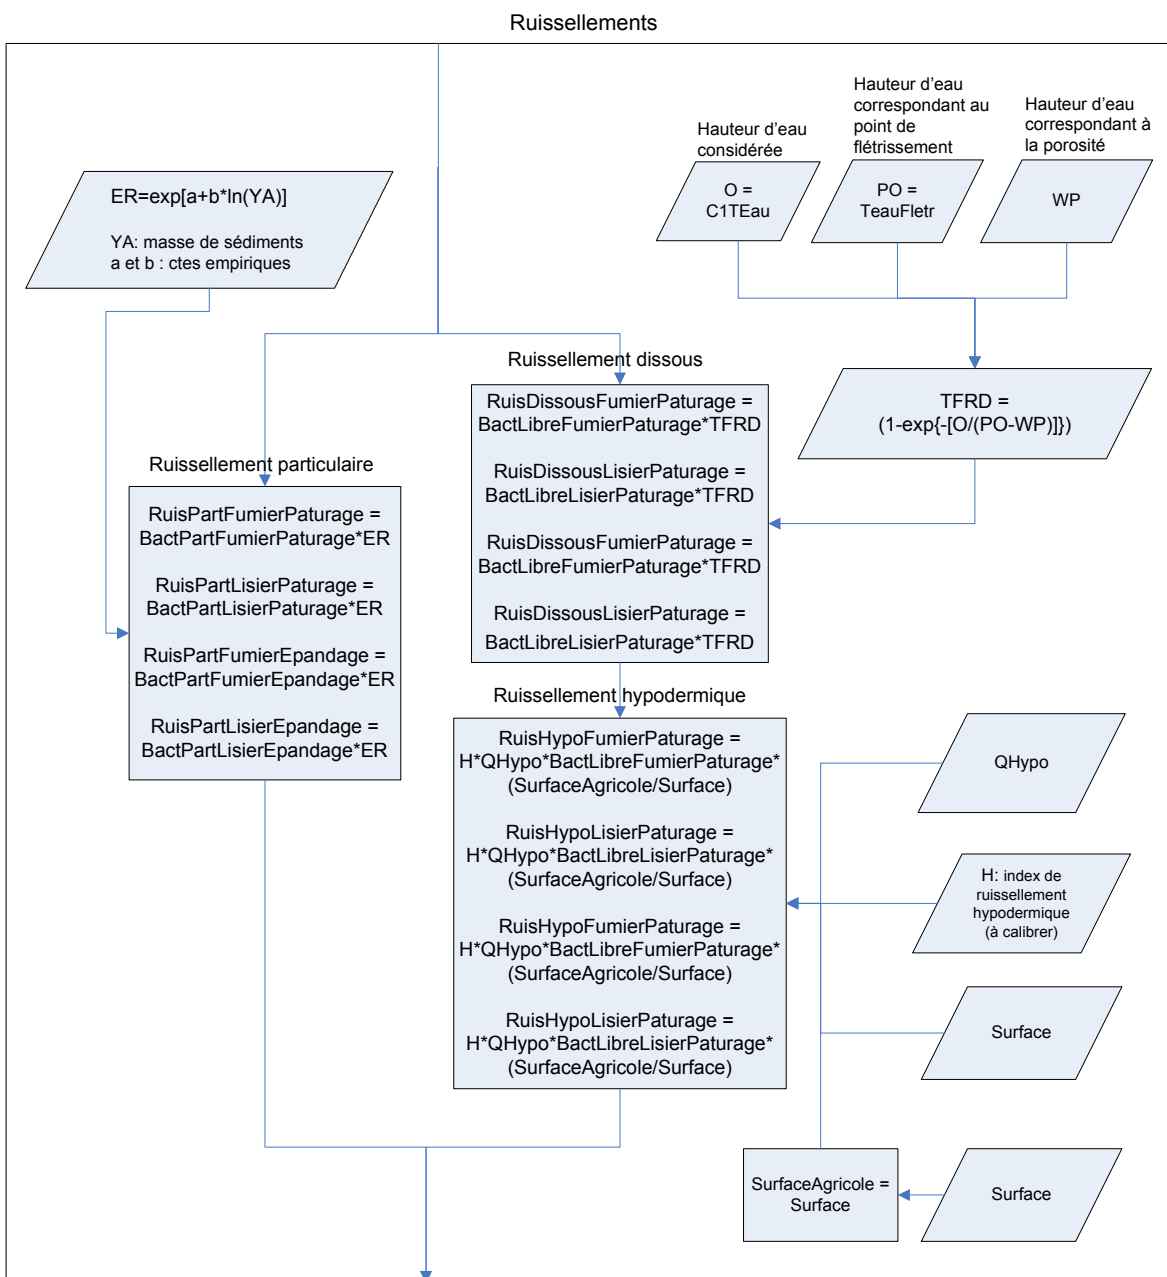 Ruissellements
Hauteur d'eau
considérée
Hauteur d'eau
correspondant au
point de
flétrissement
Hauteur d'eau
correspondant à
la porosité
O =
C1TEau
PO =
TeauFletr
WP
ER=exp[a+b*ln(YA)]
YA: masse de sédiments
a et b : ctes empiriques
TFRD =
(1-exp{-[O/(PO-WP)]})
Ruissellement dissous
RuisDissousFumierPaturage =
BactLibreFumierPaturage*TFRD
RuisDissousLisierPaturage =
BactLibreLisierPaturage*TFRD
RuisDissousFumierPaturage =
BactLibreFumierPaturage*TFRD
RuisDissousLisierPaturage =
BactLibreLisierPaturage*TFRD
Ruissellement particulaire
RuisPartFumierPaturage =
BactPartFumierPaturage*ER
RuisPartLisierPaturage =
BactPartLisierPaturage*ER
RuisPartFumierEpandage =
BactPartFumierEpandage*ER
RuisPartLisierEpandage =
BactPartLisierEpandage*ER
Ruissellement hypodermique
RuisHypoFumierPaturage =
H*QHypo*BactLibreFumierPaturage*
(SurfaceAgricole/Surface)
RuisHypoLisierPaturage =
H*QHypo*BactLibreLisierPaturage*
(SurfaceAgricole/Surface)
RuisHypoFumierPaturage =
H*QHypo*BactLibreFumierPaturage*
(SurfaceAgricole/Surface)
RuisHypoLisierPaturage =
H*QHypo*BactLibreLisierPaturage*
(SurfaceAgricole/Surface)
QHypo
H: index de
ruissellement
hypodermique
(à calibrer)
Surface
SurfaceAgricole =
Surface
Surface